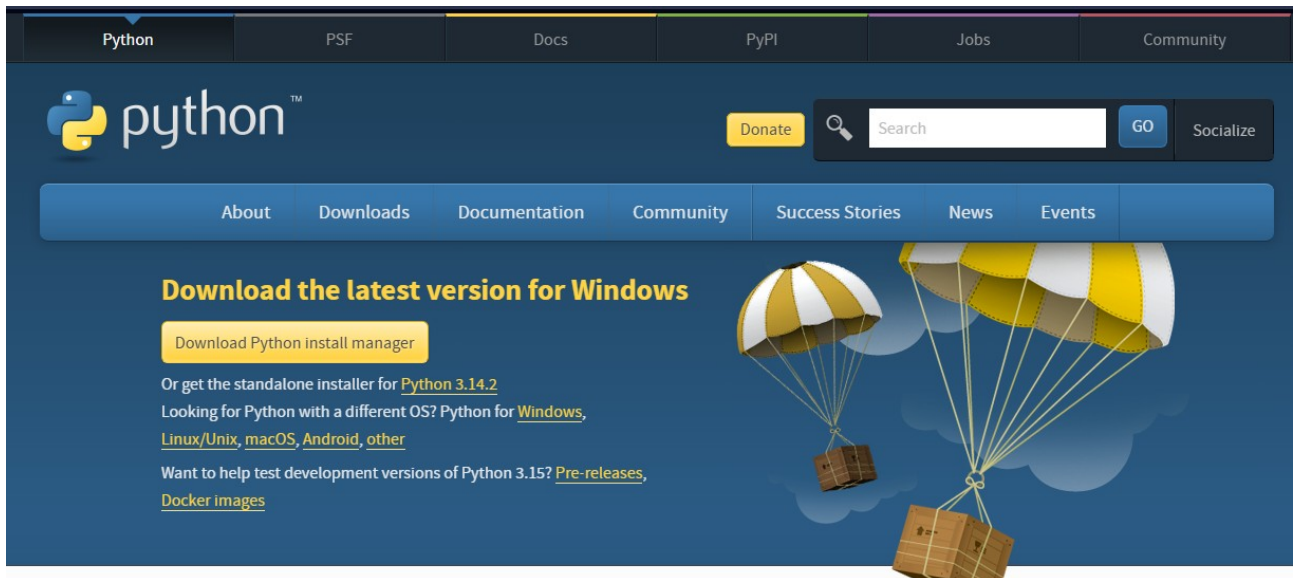 Python PSF Docs PyPI Jobs Community
python™
Donate Search GO Socialize
About Downloads Documentation Community Success Stories News Events
Download the latest version for Windows
Download Python install manager
Or get the standalone installer for Python 3.14.2
Looking for Python with a different OS? Python for Windows,
Linux/Unix, macOS, Android, other
Want to help test development versions of Python 3.15? Pre-releases,
Docker images